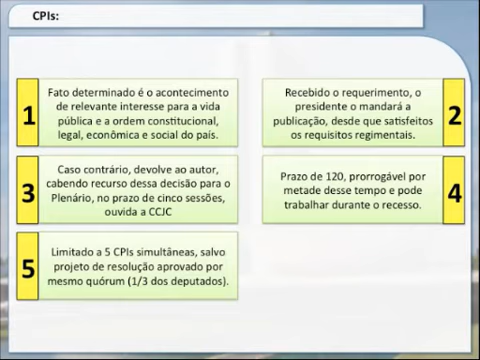 CPIs:
1
Fato determinado é o acontecimento
de relevante interesse para a vida
pública e a ordem constitucional,
legal, econômica e social do país.
Recebido o requerimento, o
presidente o mandará a
publicação, desde que satisfeitos
os requisitos regimentais.
2
3
Caso contrário, devolve ao autor,
cabendo recurso dessa decisão para o
Plenário, no prazo de cinco sessões,
ouvida a CCJC
Prazo de 120, prorrogável por
metade desse tempo e pode
trabalhar durante o recesso.
4
5
Limitado a 5 CPIs simultâneas, salvo
projeto de resolução aprovado por
mesmo quórum (1/3 dos deputados).